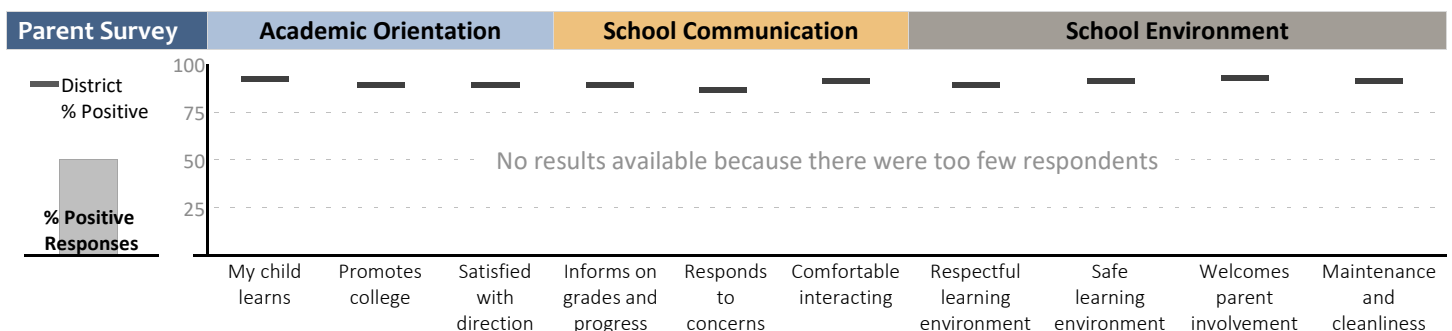 Parent Survey
Academic Orientation
School Communication
School Environment
District
% Positive
% Positive
Responses
100
75
50
25
No results available because there were too few respondents
My child
learns
Promotes
college
Satisfied
with
direction
Informs on
grades and
progress
Responds
to
concerns
Comfortable
interacting
Respectful
learning
environment
Safe
learning
environment
Welcomes
parent
involvement
Maintenance
and
cleanliness